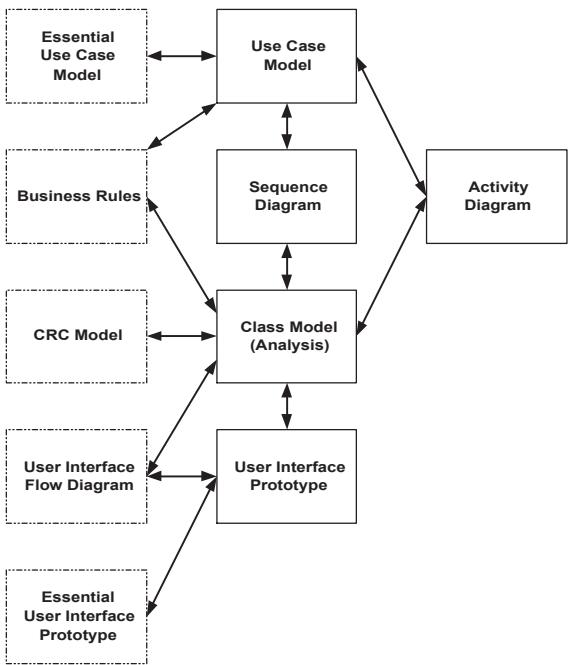 Essential
Use Case
Model
Use Case
Model
Business Rules
Sequence
Diagram
Activity
Diagram
CRC Model
Class Model
(Analysis)
User Interface
Flow Diagram
User Interface
Prototype
Essential
User Interface
Prototype